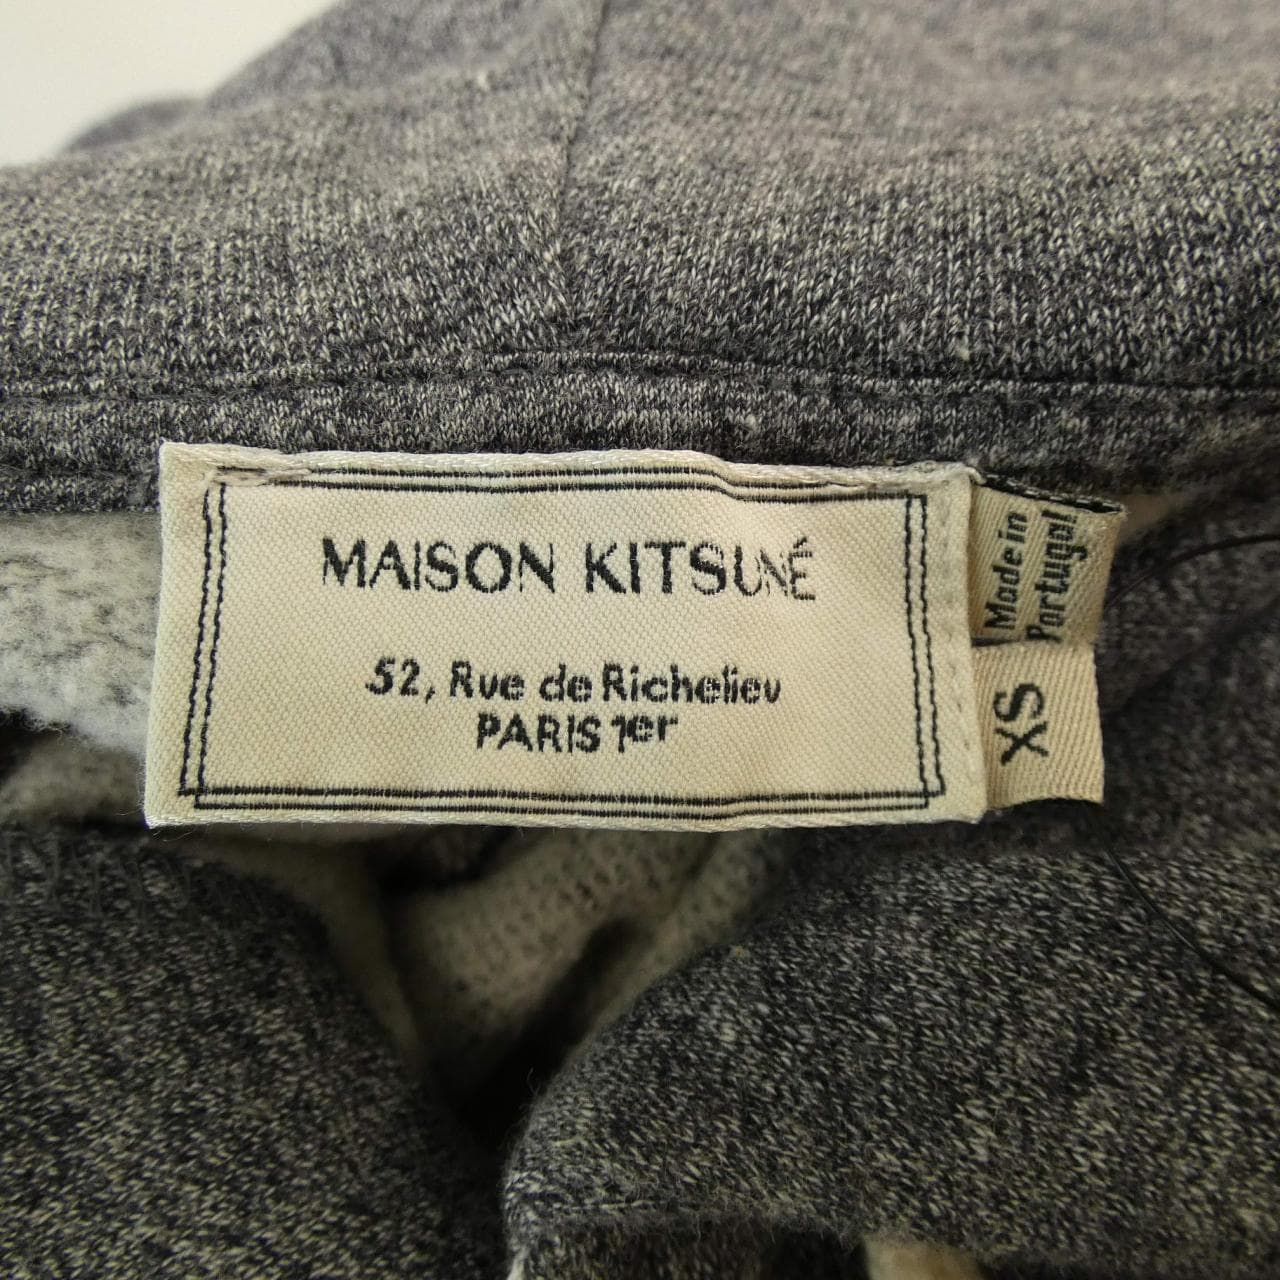 MAISON KITSUNÉ
52, Rue de Richelieu
PARIS 1er
Made in
Portugal
XS